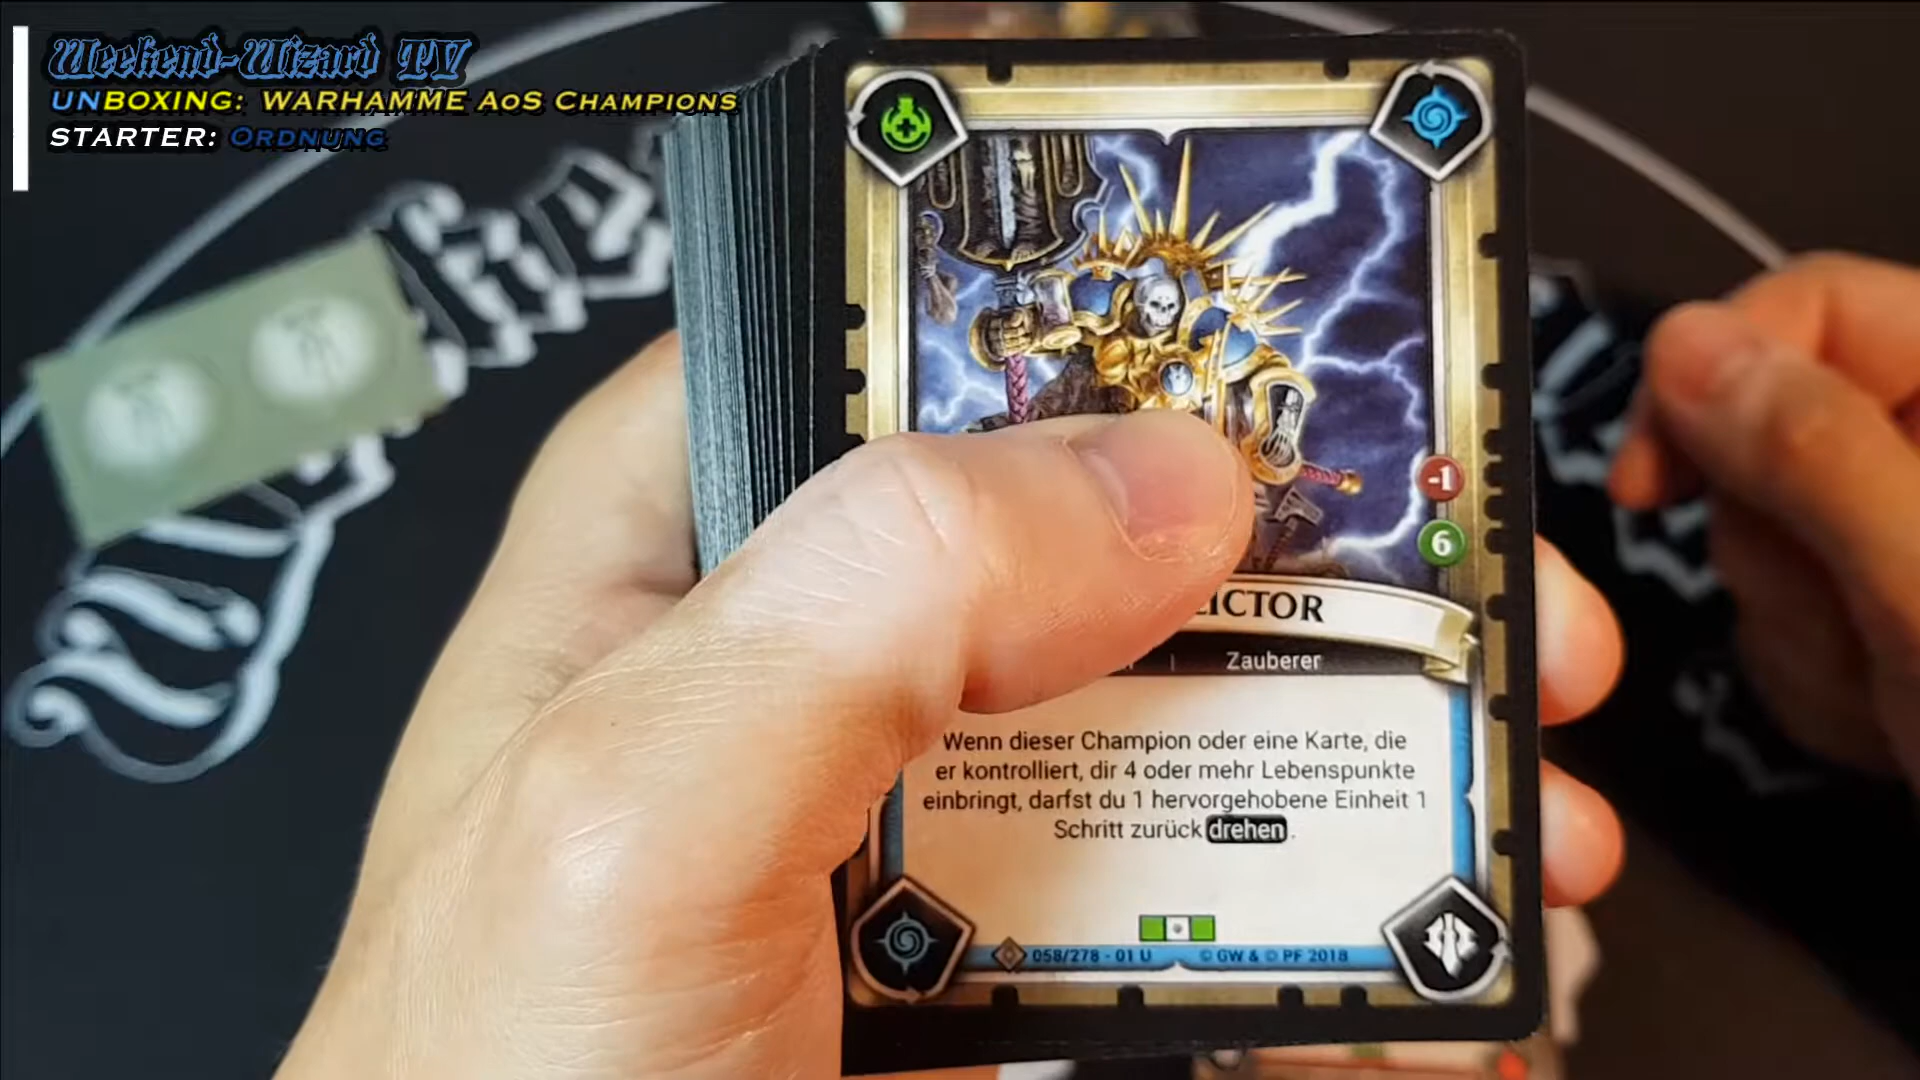 Weekend-Wizard TV
UNBOXING: WARHAMME AoS Champions
STARTER: Ordnung
-1
6
ICTOR
| Zauberer
Wenn dieser Champion oder eine Karte, die
er kontrolliert, dir 4 oder mehr Lebenspunkte
einbringt, darfst du 1 hervorgehobene Einheit 1
Schritt zurück drehen.
058/278 - 01 U © GW & © PF 2018